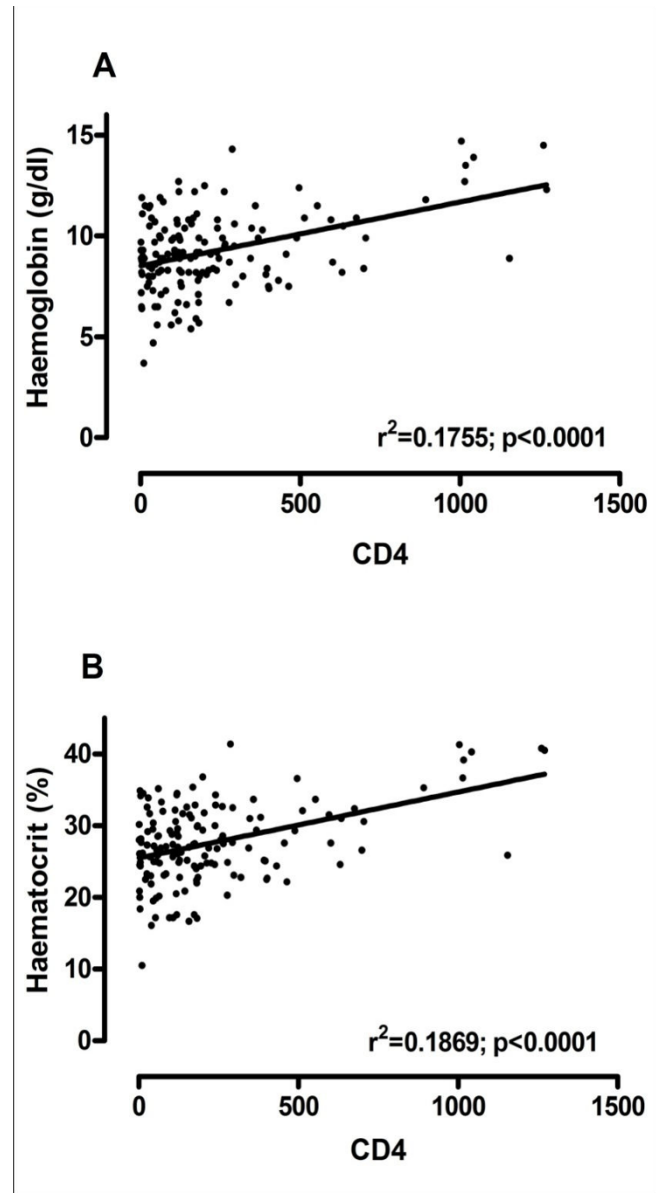 A
Haemoglobin (g/dl)
15
10
5
0
r²=0.1755; p<0.0001
0 500 1000 1500
CD4
B
Haematocrit (%)
40
30
20
10
0
r²=0.1869; p<0.0001
0 500 1000 1500
CD4